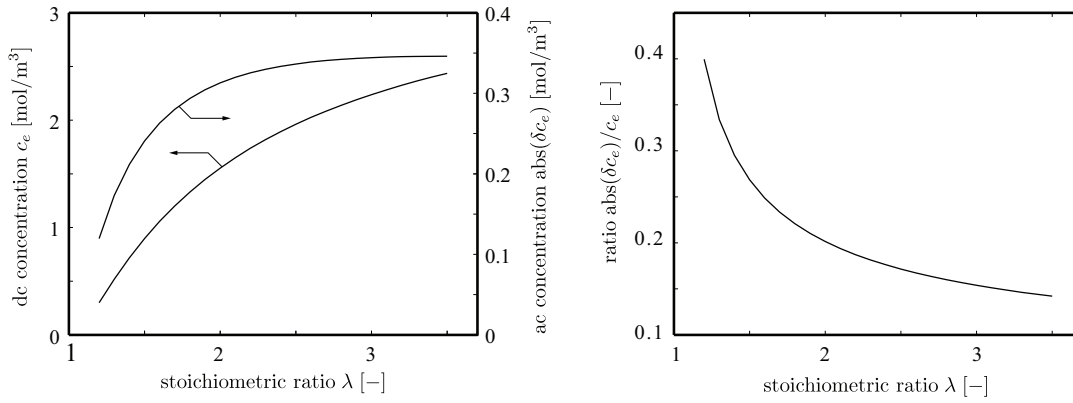 3
2
1
0
dc concentration c_e [mol/m³]
0.4
0.3
0.2
0.1
0
ac concentration abs(δc_e) [mol/m³]
1 2 3
stoichiometric ratio λ [−]
0.4
0.3
0.2
0.1
ratio abs(δc_e)/c_e [−]
1 2 3
stoichiometric ratio λ [−]